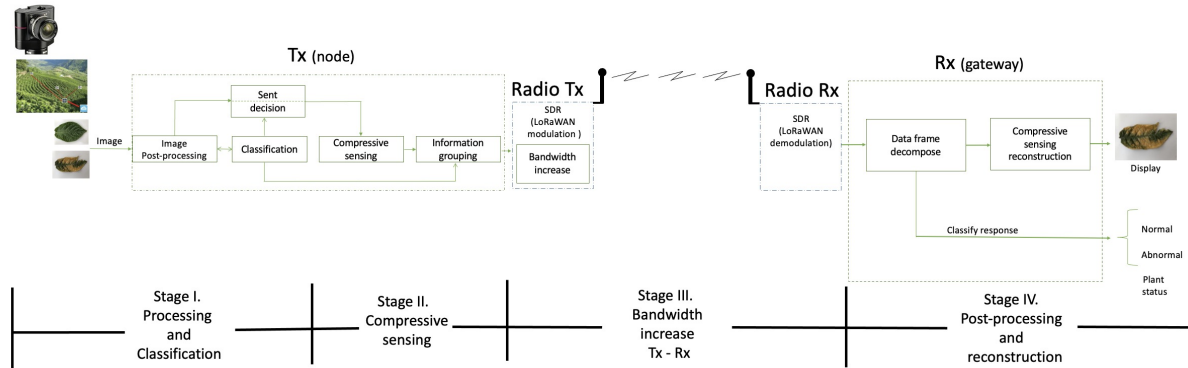 Tx (node)
Rx (gateway)
Radio Tx
Radio Rx
Image
Image
Post-processing
Sent
decision
Classification
Compressive
sensing
Information
grouping
SDR
(LoRaWAN
modulation )
Bandwidth
increase
SDR
(LoRaWAN
demodulation)
Data frame
decompose
Compressive
sensing
reconstruction
Display
Classify response
Normal
Abnormal
Plant
status
Stage I.
Processing
and
Classification
Stage II.
Compressive
sensing
Stage III.
Bandwidth
increase
Tx - Rx
Stage IV.
Post-processing
and
reconstruction